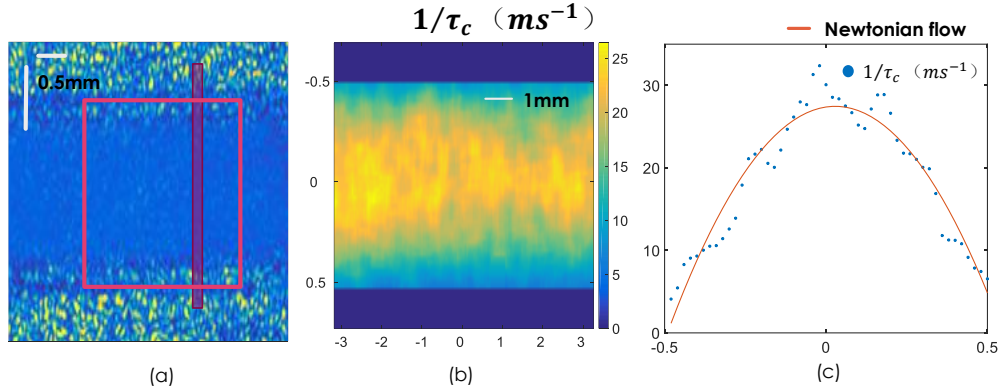 1/τc （ms⁻¹）
0.5mm
-0.5
0
0.5
1mm
-3 -2 -1 0 1 2 3
25
20
15
10
5
0
Newtonian flow
1/τc （ms⁻¹）
30
20
10
0
-0.5 0 0.5
(a)
(b)
(c)